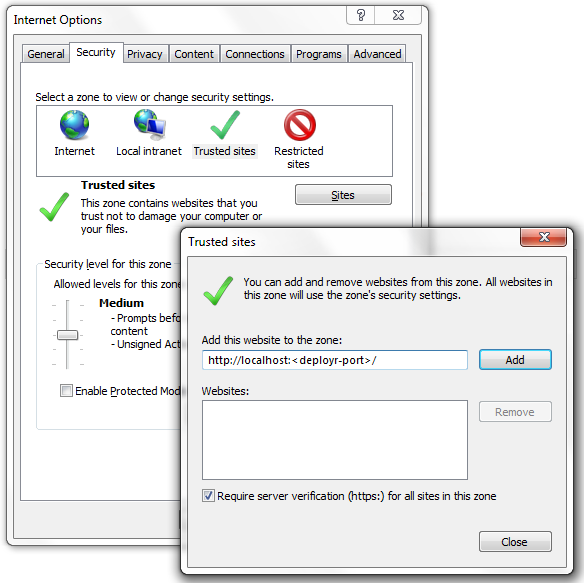 Internet Options
?
General Security Privacy Content Connections Programs Advanced
Select a zone to view or change security settings.
Internet Local intranet Trusted sites Restricted
sites
Trusted sites
This zone contains websites that you
trust not to damage your computer or
your files.
Sites
Security level for this zone
Allowed levels for this zone
Medium
- Prompts befo
content
- Unsigned Act
Enable Protected Mod
Trusted sites
You can add and remove websites from this zone. All websites in
this zone will use the zone's security settings.
Add this website to the zone:
http://localhost:<deployr-port>/
Add
Websites:
Remove
Require server verification (https:) for all sites in this zone
Close